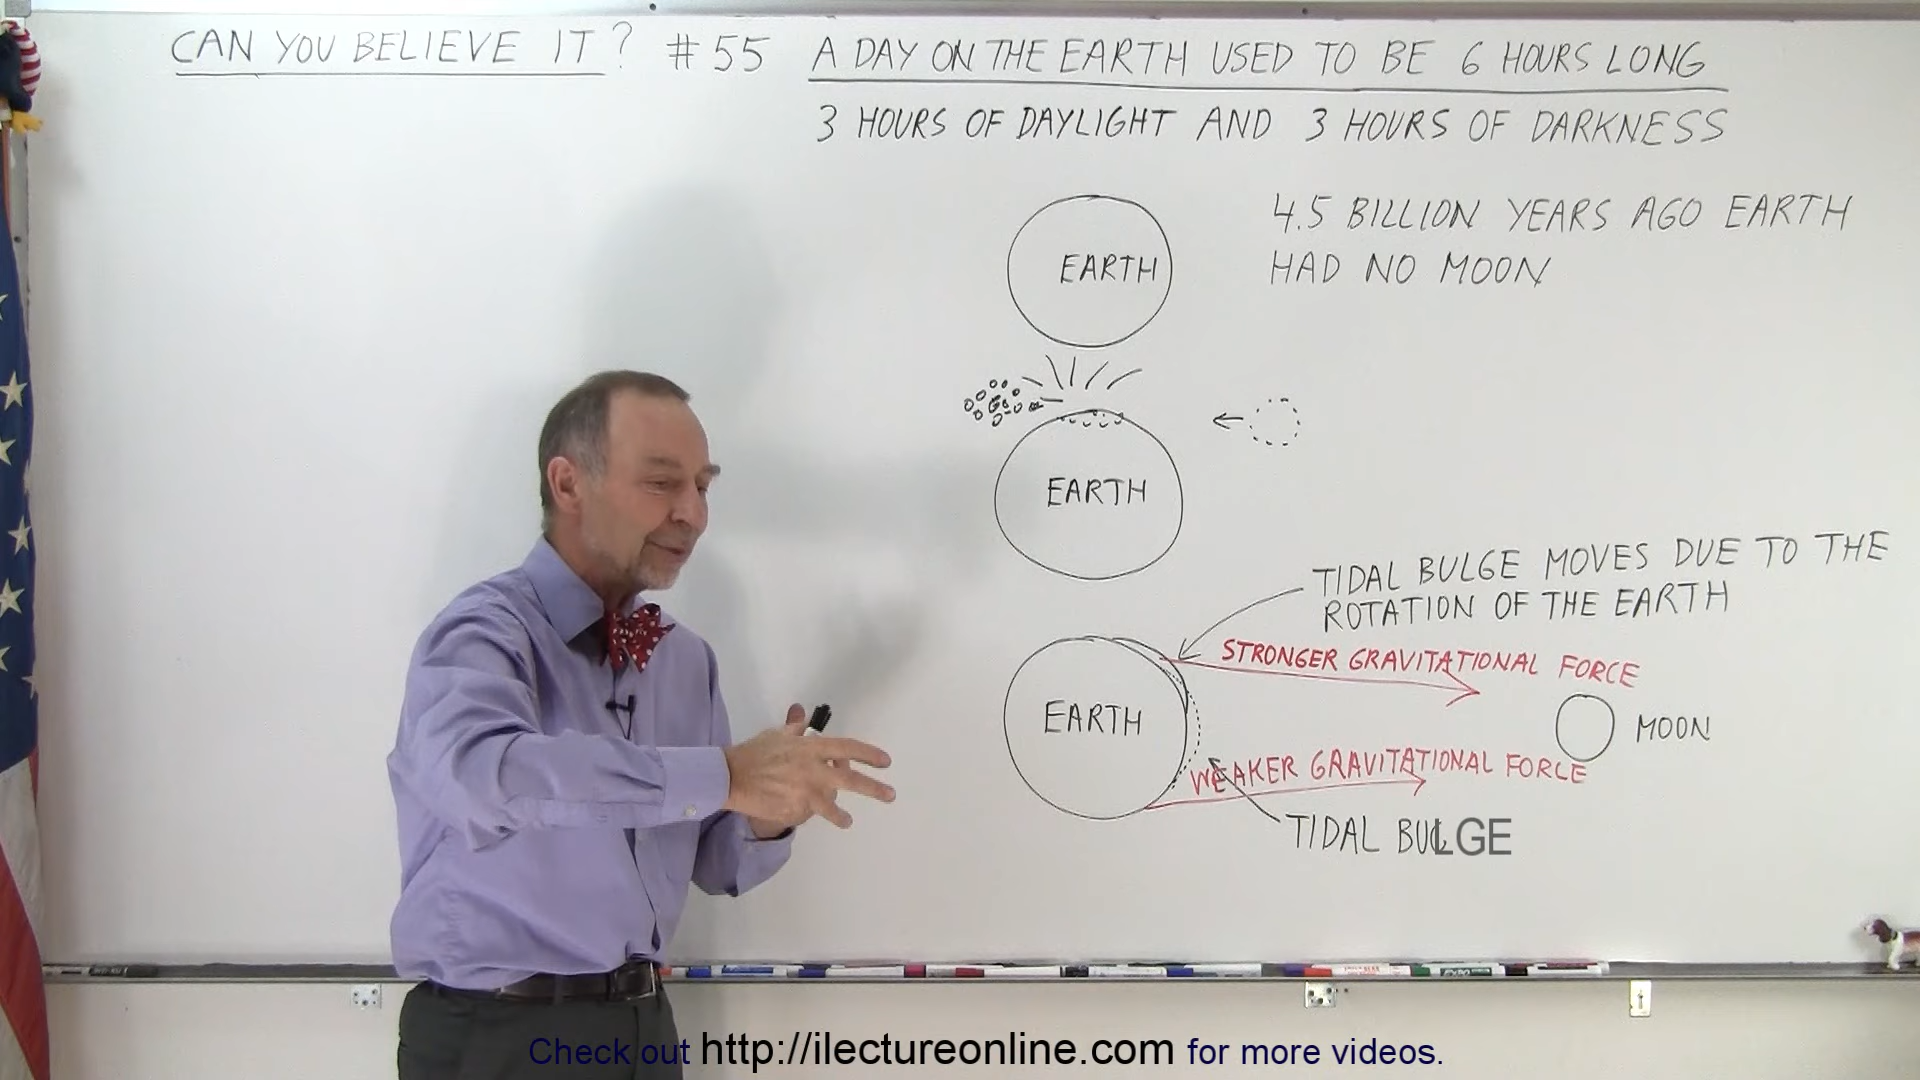 CAN YOU BELIEVE IT? #55 A DAY ON THE EARTH USED TO BE 6 HOURS LONG
3 HOURS OF DAYLIGHT AND 3 HOURS OF DARKNESS
4.5 BILLION YEARS AGO EARTH
HAD NO MOON
EARTH
EARTH
TIDAL BULGE MOVES DUE TO THE
ROTATION OF THE EARTH
STRONGER GRAVITATIONAL FORCE
EARTH
MOON
WEAKER GRAVITATIONAL FORCE
TIDAL BULGE
Check out http://ilectureonline.com for more videos.